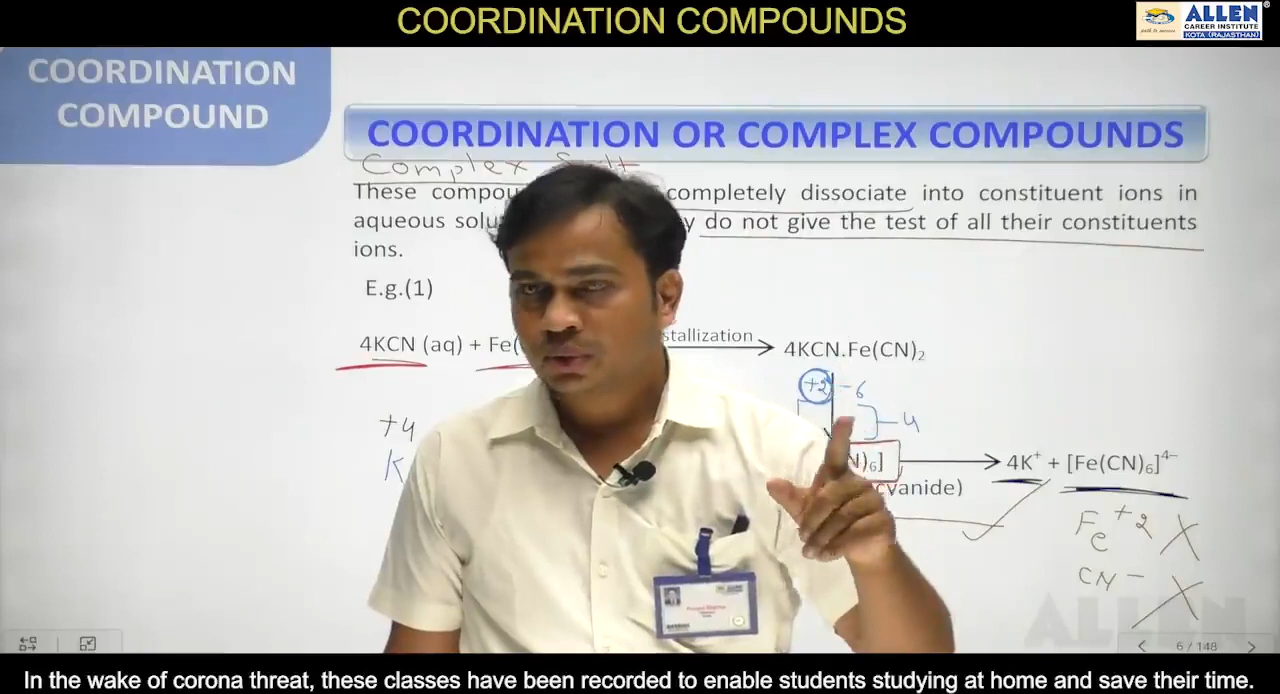 COORDINATION COMPOUNDS
ALLEN
CAREER INSTITUTE
KOTA (RAJASTHAN)
COORDINATION
COMPOUND
COORDINATION OR COMPLEX COMPOUNDS
Complex Salt
These compou completely dissociate into constituent ions in
aqueous solu y do not give the test of all their constituents
ions.
E.g.(1)
4KCN (aq) + Fe( stallization 4KCN.Fe(CN)₂
+2 -6
+4 -4
K N)₆] → 4K⁺ + [Fe(CN)₆]⁴⁻
cyanide)
Fe+2 X
CN- X
ALLEN
6 / 148
In the wake of corona threat, these classes have been recorded to enable students studying at home and save their time.